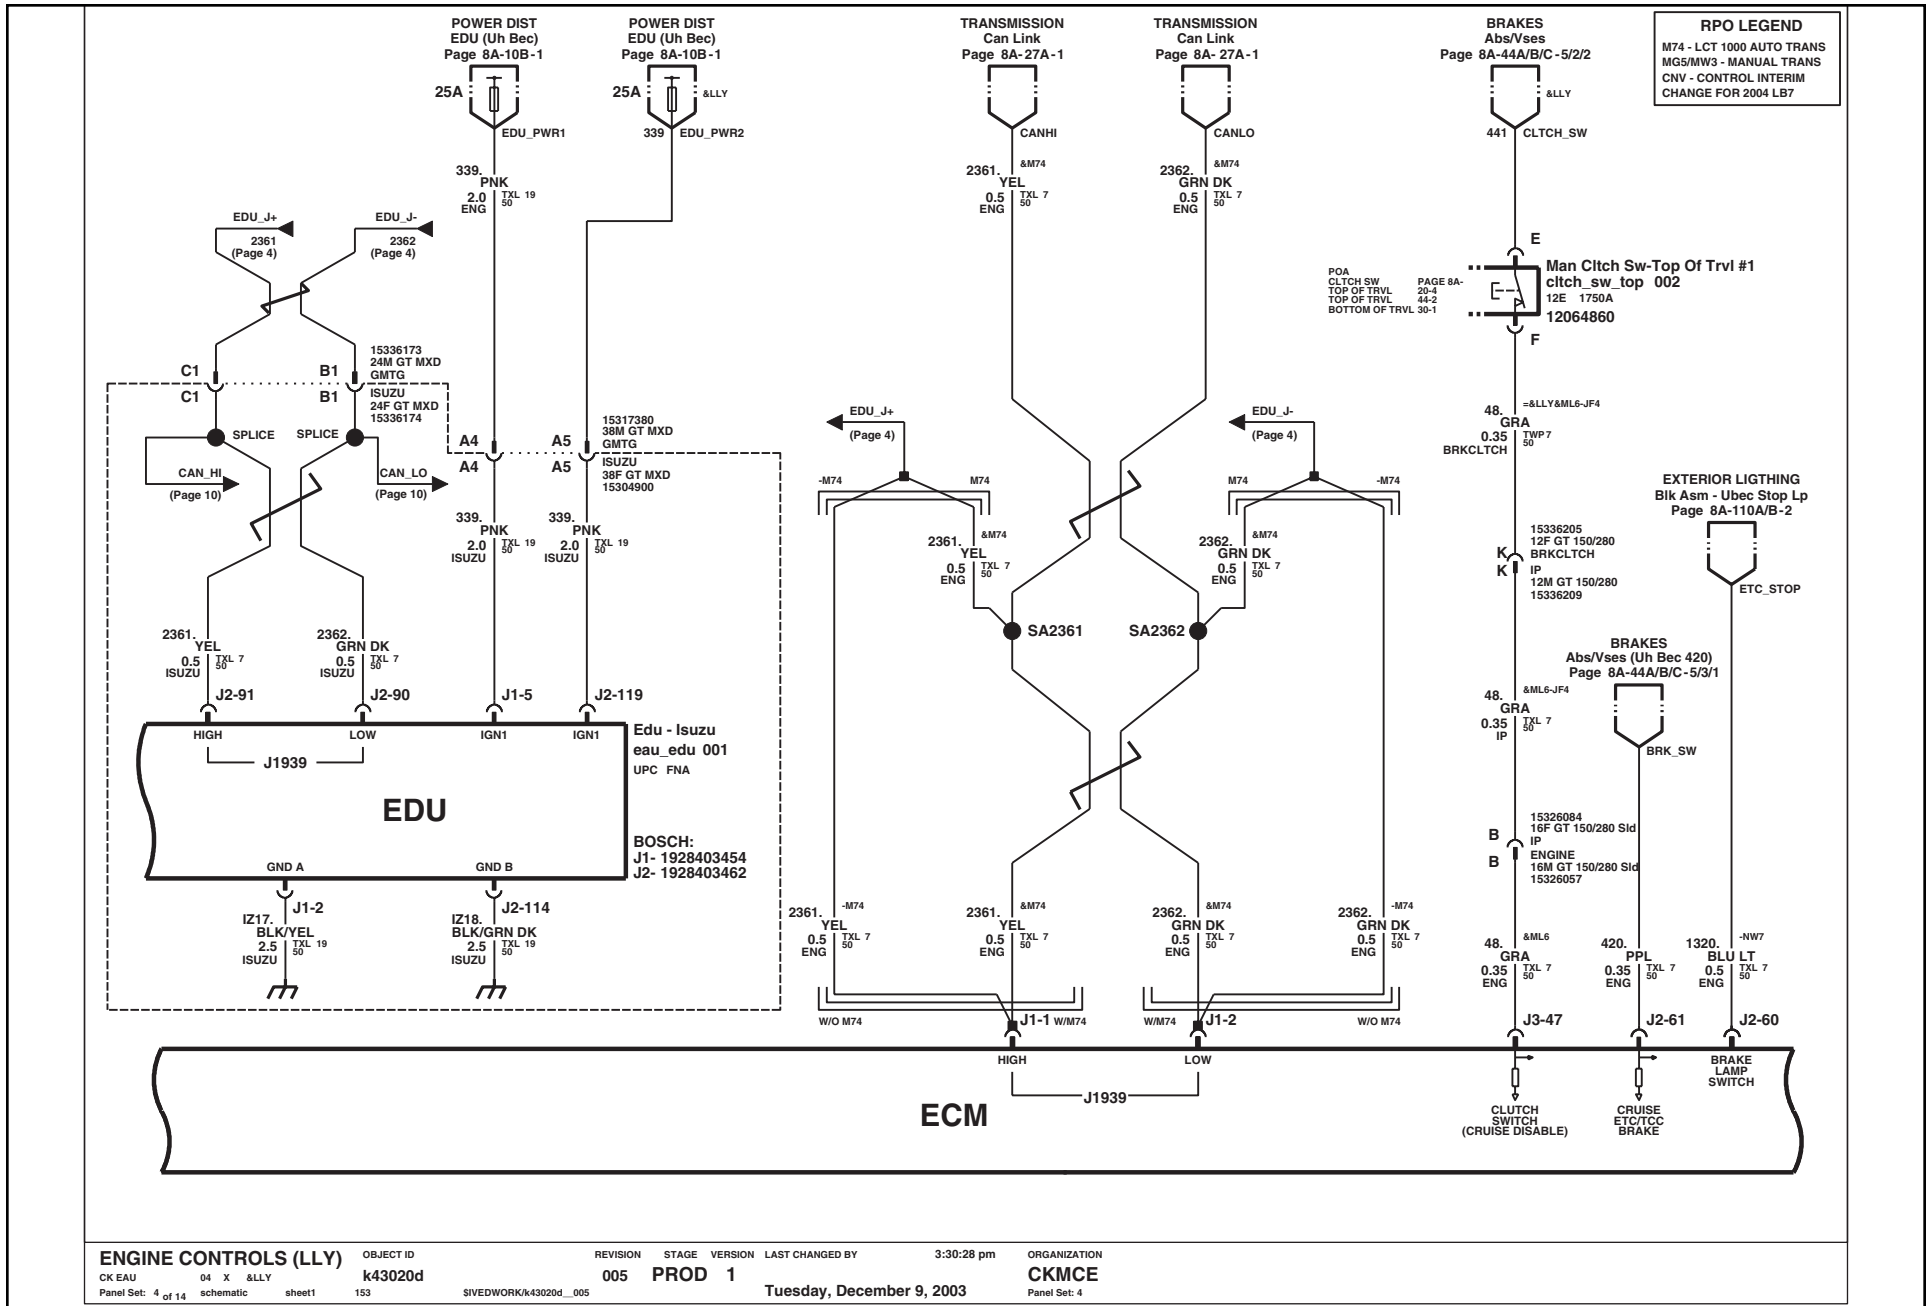 POWER DIST
EDU (Uh Bec)
Page 8A-10B-1
25A
EDU_PWR1
POWER DIST
EDU (Uh Bec)
Page 8A-10B-1
25A
&LLY
339 EDU_PWR2
TRANSMISSION
Can Link
Page 8A-27A-1
CANHI
TRANSMISSION
Can Link
Page 8A- 27A-1
CANLO
BRAKES
Abs/Vses
Page 8A-44A/B/C-5/2/2
&LLY
441 CLTCH_SW
RPO LEGEND
M74 - LCT 1000 AUTO TRANS
MG5/MW3 - MANUAL TRANS
CNV - CONTROL INTERIM
CHANGE FOR 2004 LB7
339.
PNK
2.0 TXL 19
ENG 50
2361. &M74
YEL
0.5 TXL 7
ENG 50
2362. &M74
GRN DK
0.5 TXL 7
ENG 50
EDU_J+
2361
(Page 4)
EDU_J-
2362
(Page 4)
E
POA
CLTCH SW PAGE 8A-
TOP OF TRVL 20-4
TOP OF TRVL 44-2
BOTTOM OF TRVL 30-1
Man Cltch Sw-Top Of Trvl #1
cltch_sw_top 002
12E 1750A
12064860
F
C1
C1
B1
B1
15336173
24M GT MXD
GMTG
ISUZU
24F GT MXD
15336174
SPLICE
SPLICE
CAN_HI
(Page 10)
CAN_LO
(Page 10)
A4
A4
A5
A5
15317380
38M GT MXD
GMTG
ISUZU
38F GT MXD
15304900
339.
PNK
2.0 TXL 19
ISUZU 50
339.
PNK
2.0 TXL 19
ISUZU 50
EDU_J+
(Page 4)
-M74
M74
EDU_J-
(Page 4)
M74
-M74
2361. &M74
YEL
0.5 TXL 7
ENG 50
2362. &M74
GRN DK
0.5 TXL 7
ENG 50
SA2361
SA2362
48. =&LLY&ML6-JF4
GRA
0.35 TWP7
BRKCLTCH 50
K
K
15336205
12F GT 150/280
BRKCLTCH
IP
12M GT 150/280
15336209
EXTERIOR LIGTHING
Blk Asm - Ubec Stop Lp
Page 8A-110A/B-2
ETC_STOP
BRAKES
Abs/Vses (Uh Bec 420)
Page 8A-44A/B/C-5/3/1
BRK_SW
48. &ML6-JF4
GRA
0.35 TXL 7
IP 50
2361.
YEL
0.5 TXL 7
ISUZU 50
2362.
GRN DK
0.5 TXL 7
ISUZU 50
J2-91
J2-90
J1-5
J2-119
HIGH
LOW
IGN1
IGN1
J1939
EDU
Edu - Isuzu
eau_edu 001
UPC FNA
BOSCH:
J1- 1928403454
J2- 1928403462
GND A
GND B
J1-2
J2-114
IZ17.
BLK/YEL
2.5 TXL 19
ISUZU 50
IZ18.
BLK/GRN DK
2.5 TXL 19
ISUZU 50
B
B
15326084
16F GT 150/280 Sld
IP
ENGINE
16M GT 150/280 Sld
15326057
2361. -M74
YEL
0.5 TXL 7
ENG 50
2361. &M74
YEL
0.5 TXL 7
ENG 50
2362. &M74
GRN DK
0.5 TXL 7
ENG 50
2362. -M74
GRN DK
0.5 TXL 7
ENG 50
48. &ML6
GRA
0.35 TXL 7
ENG 50
420.
PPL
0.35 TXL 7
ENG 50
1320. -NW7
BLU LT
0.5 TXL 7
ENG 50
W/O M74
J1-1 W/M74
W/M74 J1-2
W/O M74
J3-47
J2-61
J2-60
HIGH
LOW
J1939
ECM
CLUTCH
SWITCH
(CRUISE DISABLE)
CRUISE
ETC/TCC
BRAKE
BRAKE
LAMP
SWITCH
ENGINE CONTROLS (LLY)
CK EAU 04 X &LLY
Panel Set: 4 of 14 schematic sheet1
OBJECT ID
k43020d
153
$IVEDWORK/k43020d__005
REVISION STAGE VERSION LAST CHANGED BY 3:30:28 pm
005 PROD 1
Tuesday, December 9, 2003
ORGANIZATION
CKMCE
Panel Set: 4